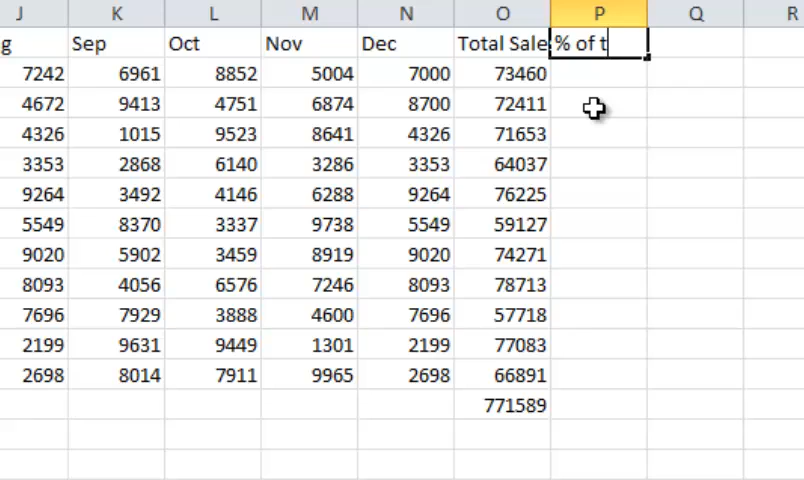 J K L M N O P Q R
g Sep Oct Nov Dec Total Sale % of t
7242 6961 8852 5004 7000 73460
4672 9413 4751 6874 8700 72411
4326 1015 9523 8641 4326 71653
3353 2868 6140 3286 3353 64037
9264 3492 4146 6288 9264 76225
5549 8370 3337 9738 5549 59127
9020 5902 3459 8919 9020 74271
8093 4056 6576 7246 8093 78713
7696 7929 3888 4600 7696 57718
2199 9631 9449 1301 2199 77083
2698 8014 7911 9965 2698 66891
771589